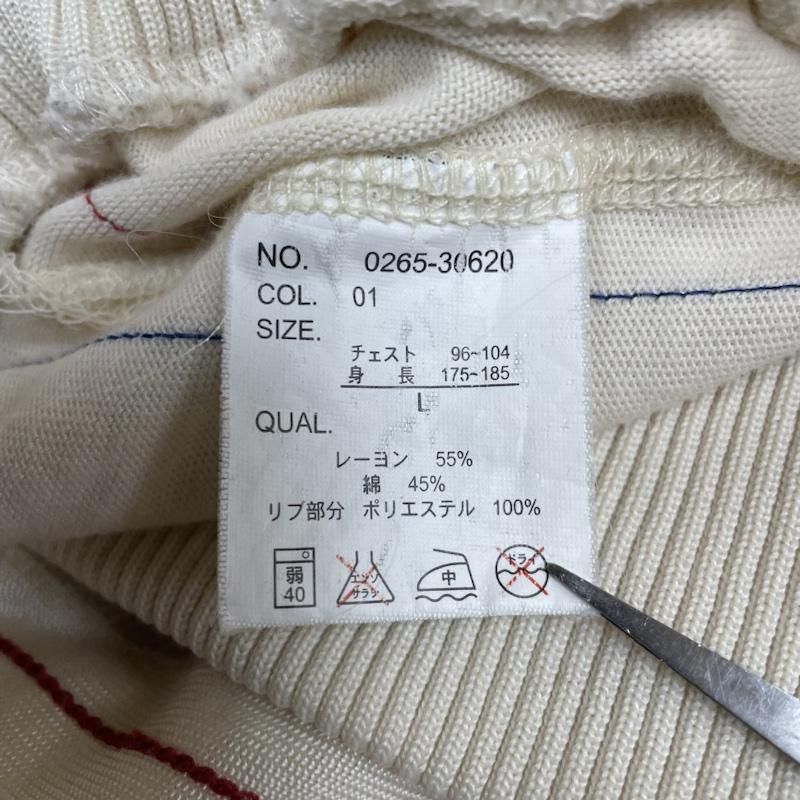 NO. 0265-30620
COL. 01
SIZE.
チェスト 96~104
身 長 175~185
L
QUAL.
レーヨン 55%
綿 45%
リブ部分 ポリエステル 100%
弱 エンソ 中 ドライ
40 サラシ